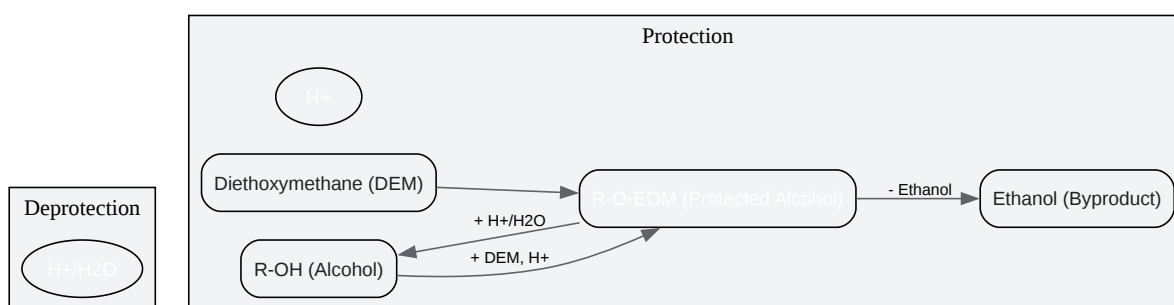 Protection
H+
Diethoxymethane (DEM)
R-O-EOM (Protected Alcohol)
- Ethanol
Ethanol (Byproduct)
+ H+/H2O
R-OH (Alcohol)
+ DEM, H+
Deprotection
H+/H2O